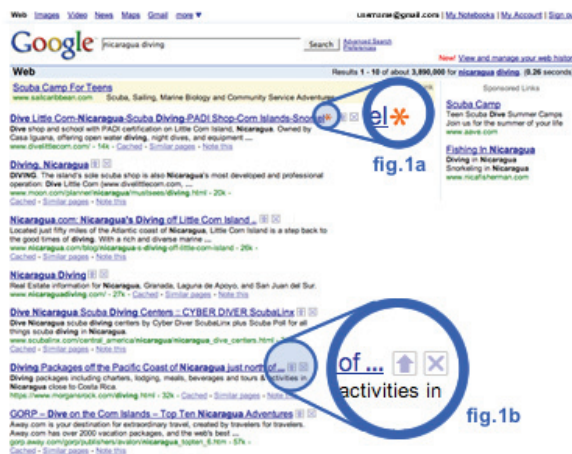 Web Images Video News Maps Gmail more ▼
username@gmail.com | My Notebooks | My Account | Sign ou
Google nicaragua diving Search Advanced Search
Preferences
New! View and manage your web histor
Web Results 1 - 10 of about 3,890,000 for nicaragua diving. (0.26 seconds)
Scuba Camp For Teens
www.sailcaribbean.com Scuba, Sailing, Marine Biology and Community Service Adventures
Dive Little Corn-Nicaragua-Scuba Diving-PADI Shop-Corn Islands-Snorkel
Dive shop and school with PADI certification on Little Corn Island, Nicaragua. Owned by
Casa Iguana, offering open water diving, night dives, and equipment ...
www.divelittlecorn.com/ - 14k - Cached - Similar pages - Note this
Diving, Nicaragua
DIVING. The island's sole scuba shop is also Nicaragua's most developed and professional
operation: Dive Little Corn (www.divelittlecorn.com, ...
www.moon.com/planner/nicaragua/mustsees/diving.html - 20k -
Cached - Similar pages - Note this
Nicaragua.com: Nicaragua's Diving off Little Corn Island ..
Located just fifty miles of the Atlantic coast of Nicaragua, Little Corn Island is a step back to
the good times of diving. With a rich and diverse marine ...
www.nicaragua.com/blog/nicaragua-s-diving-off-little-corn-island - 26k -
Cached - Similar pages - Note this
Nicaragua Diving
Real Estate information for Nicaragua, Granada, Laguna de Apoyo, and San Juan del Sur.
www.nicaraguadiving.com/ - 27k - Cached - Similar pages - Note this
Dive Nicaragua Scuba Diving Centers :: CYBER DIVER ScubaLinx
Dive Nicaragua scuba diving centers by Cyber Diver ScubaLinx plus Scuba Poll for all
things scuba diving in Nicaragua.
www.scubalinx.com/central_america/nicaragua/nicaragua_dive_centers.html -
Cached - Similar pages - Note this
Diving Packages off the Pacific Coast of Nicaragua just north of ...
Diving packages including charters, lodging, meals, beverages and tours & activities in
Nicaragua close to Costa Rica.
https://www.morgansrock.com/diving.html - 32k - Cached - Similar pages - Note this
GORP – Dive on the Corn Islands – Top Ten Nicaragua Adventures
Away.com is your destination for extraordinary travel, created by travelers for travelers.
Away.com has over 2000 vacation packages, and the web's best ...
gorp.away.com/gorp/publishers/avalon/nicaragua_topten_6.htm - 57k -
Cached - Similar pages - Note this
Sponsored Links
Scuba Camp
Teen Scuba Dive Summer Camps
Join us for the summer of your life
www.aave.com
Fishing In Nicaragua
Diving in Nicaragua
Snorkeling in Nicaragua
www.nicafisherman.com
el*
fig.1a
of ...
activities in
fig.1b